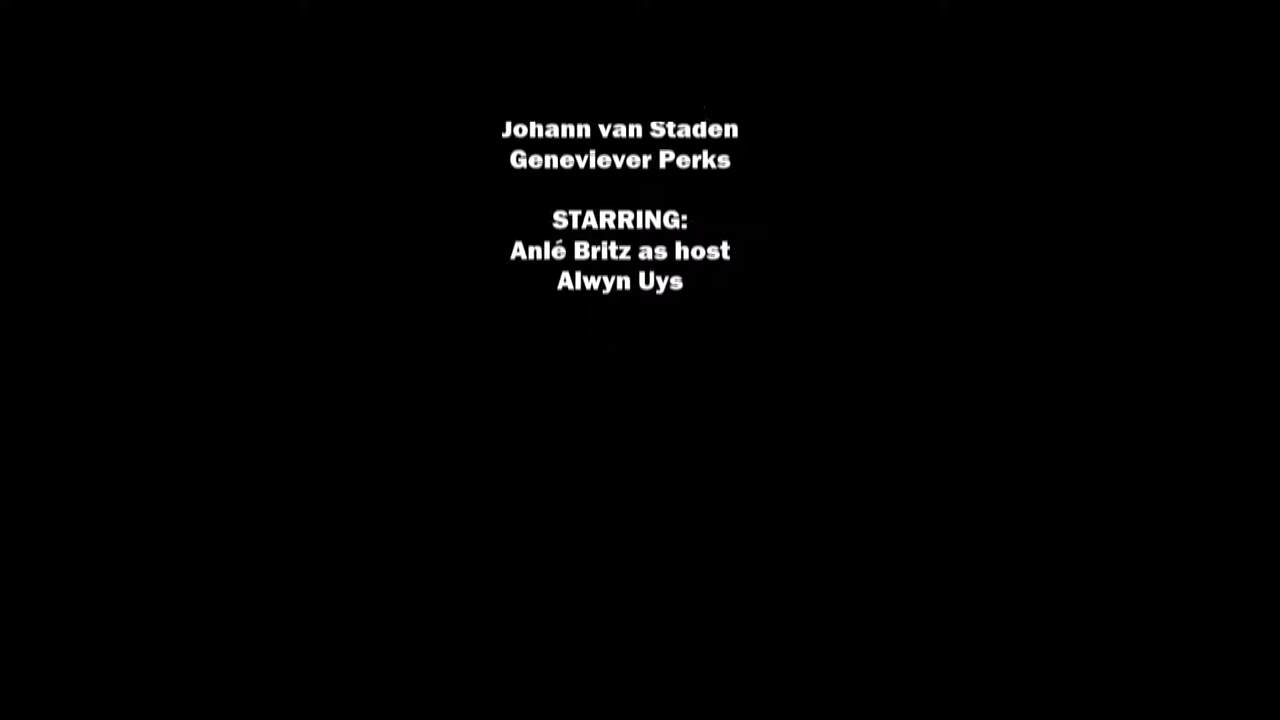 Johann van Staden
Geneviever Perks
STARRING:
Anlé Britz as host
Alwyn Uys